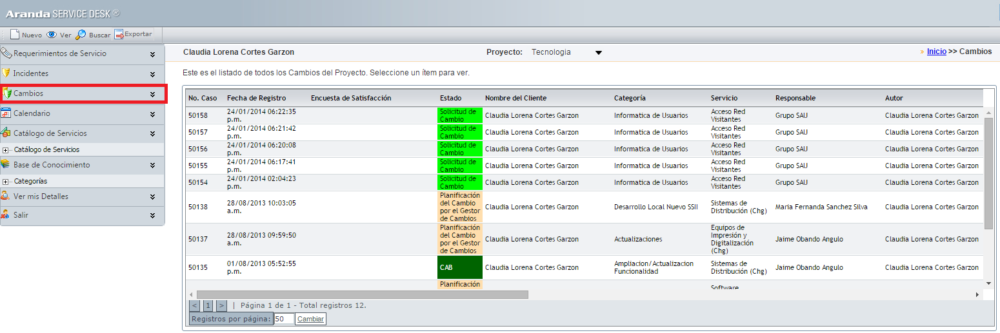 Aranda SERVICE DESK ®
Nuevo Ver Buscar Exportar
Requerimientos de Servicio
Incidentes
Cambios
Calendario
Catálogo de Servicios
Catálogo de Servicios
Base de Conocimiento
Categorías
Ver mis Detalles
Salir
Claudia Lorena Cortes Garzon Proyecto: Tecnologia » Inicio >> Cambios
Este es el listado de todos los Cambios del Proyecto. Seleccione un ítem para ver.
No. Caso Fecha de Registro Encuesta de Satisfacción Estado Nombre del Cliente Categoría Servicio Responsable Autor
50158 24/01/2014 06:22:35 p.m. Solicitud de Cambio Claudia Lorena Cortes Garzon Informatica de Usuarios Acceso Red Visitantes Grupo SAU Claudia Lorena Cortes Garzon
50157 24/01/2014 06:21:42 p.m. Solicitud de Cambio Claudia Lorena Cortes Garzon Informatica de Usuarios Acceso Red Visitantes Grupo SAU Claudia Lorena Cortes Garzon
50156 24/01/2014 06:20:08 p.m. Solicitud de Cambio Claudia Lorena Cortes Garzon Informatica de Usuarios Acceso Red Visitantes Grupo SAU Claudia Lorena Cortes Garzon
50155 24/01/2014 06:17:41 p.m. Solicitud de Cambio Claudia Lorena Cortes Garzon Informatica de Usuarios Acceso Red Visitantes Grupo SAU Claudia Lorena Cortes Garzon
50154 24/01/2014 02:04:23 p.m. Solicitud de Cambio Claudia Lorena Cortes Garzon Informatica de Usuarios Acceso Red Visitantes Grupo SAU Claudia Lorena Cortes Garzon
50138 28/08/2013 10:03:05 a.m. Planificación del Cambio por el Gestor de Cambios Claudia Lorena Cortes Garzon Desarrollo Local Nuevo SSII Sistemas de Distribución (Chg) Maria Fernanda Sanchez Silva Claudia Lorena Cortes Garzon
50137 28/08/2013 09:59:50 a.m. Planificación del Cambio por el Gestor de Cambios Claudia Lorena Cortes Garzon Actualizaciones Equipos de Impresión y Digitalización (Chg) Jaime Obando Angulo Claudia Lorena Cortes Garzon
50135 01/08/2013 05:52:55 p.m. CAB Claudia Lorena Cortes Garzon Ampliacion/Actualizacion Funcionalidad Sistemas de Distribución (Chg) Jaime Obando Angulo Claudia Lorena Cortes Garzon
Planificación Software
< 1 > | Página 1 de 1 - Total registros 12.
Registros por página: 50 Cambiar